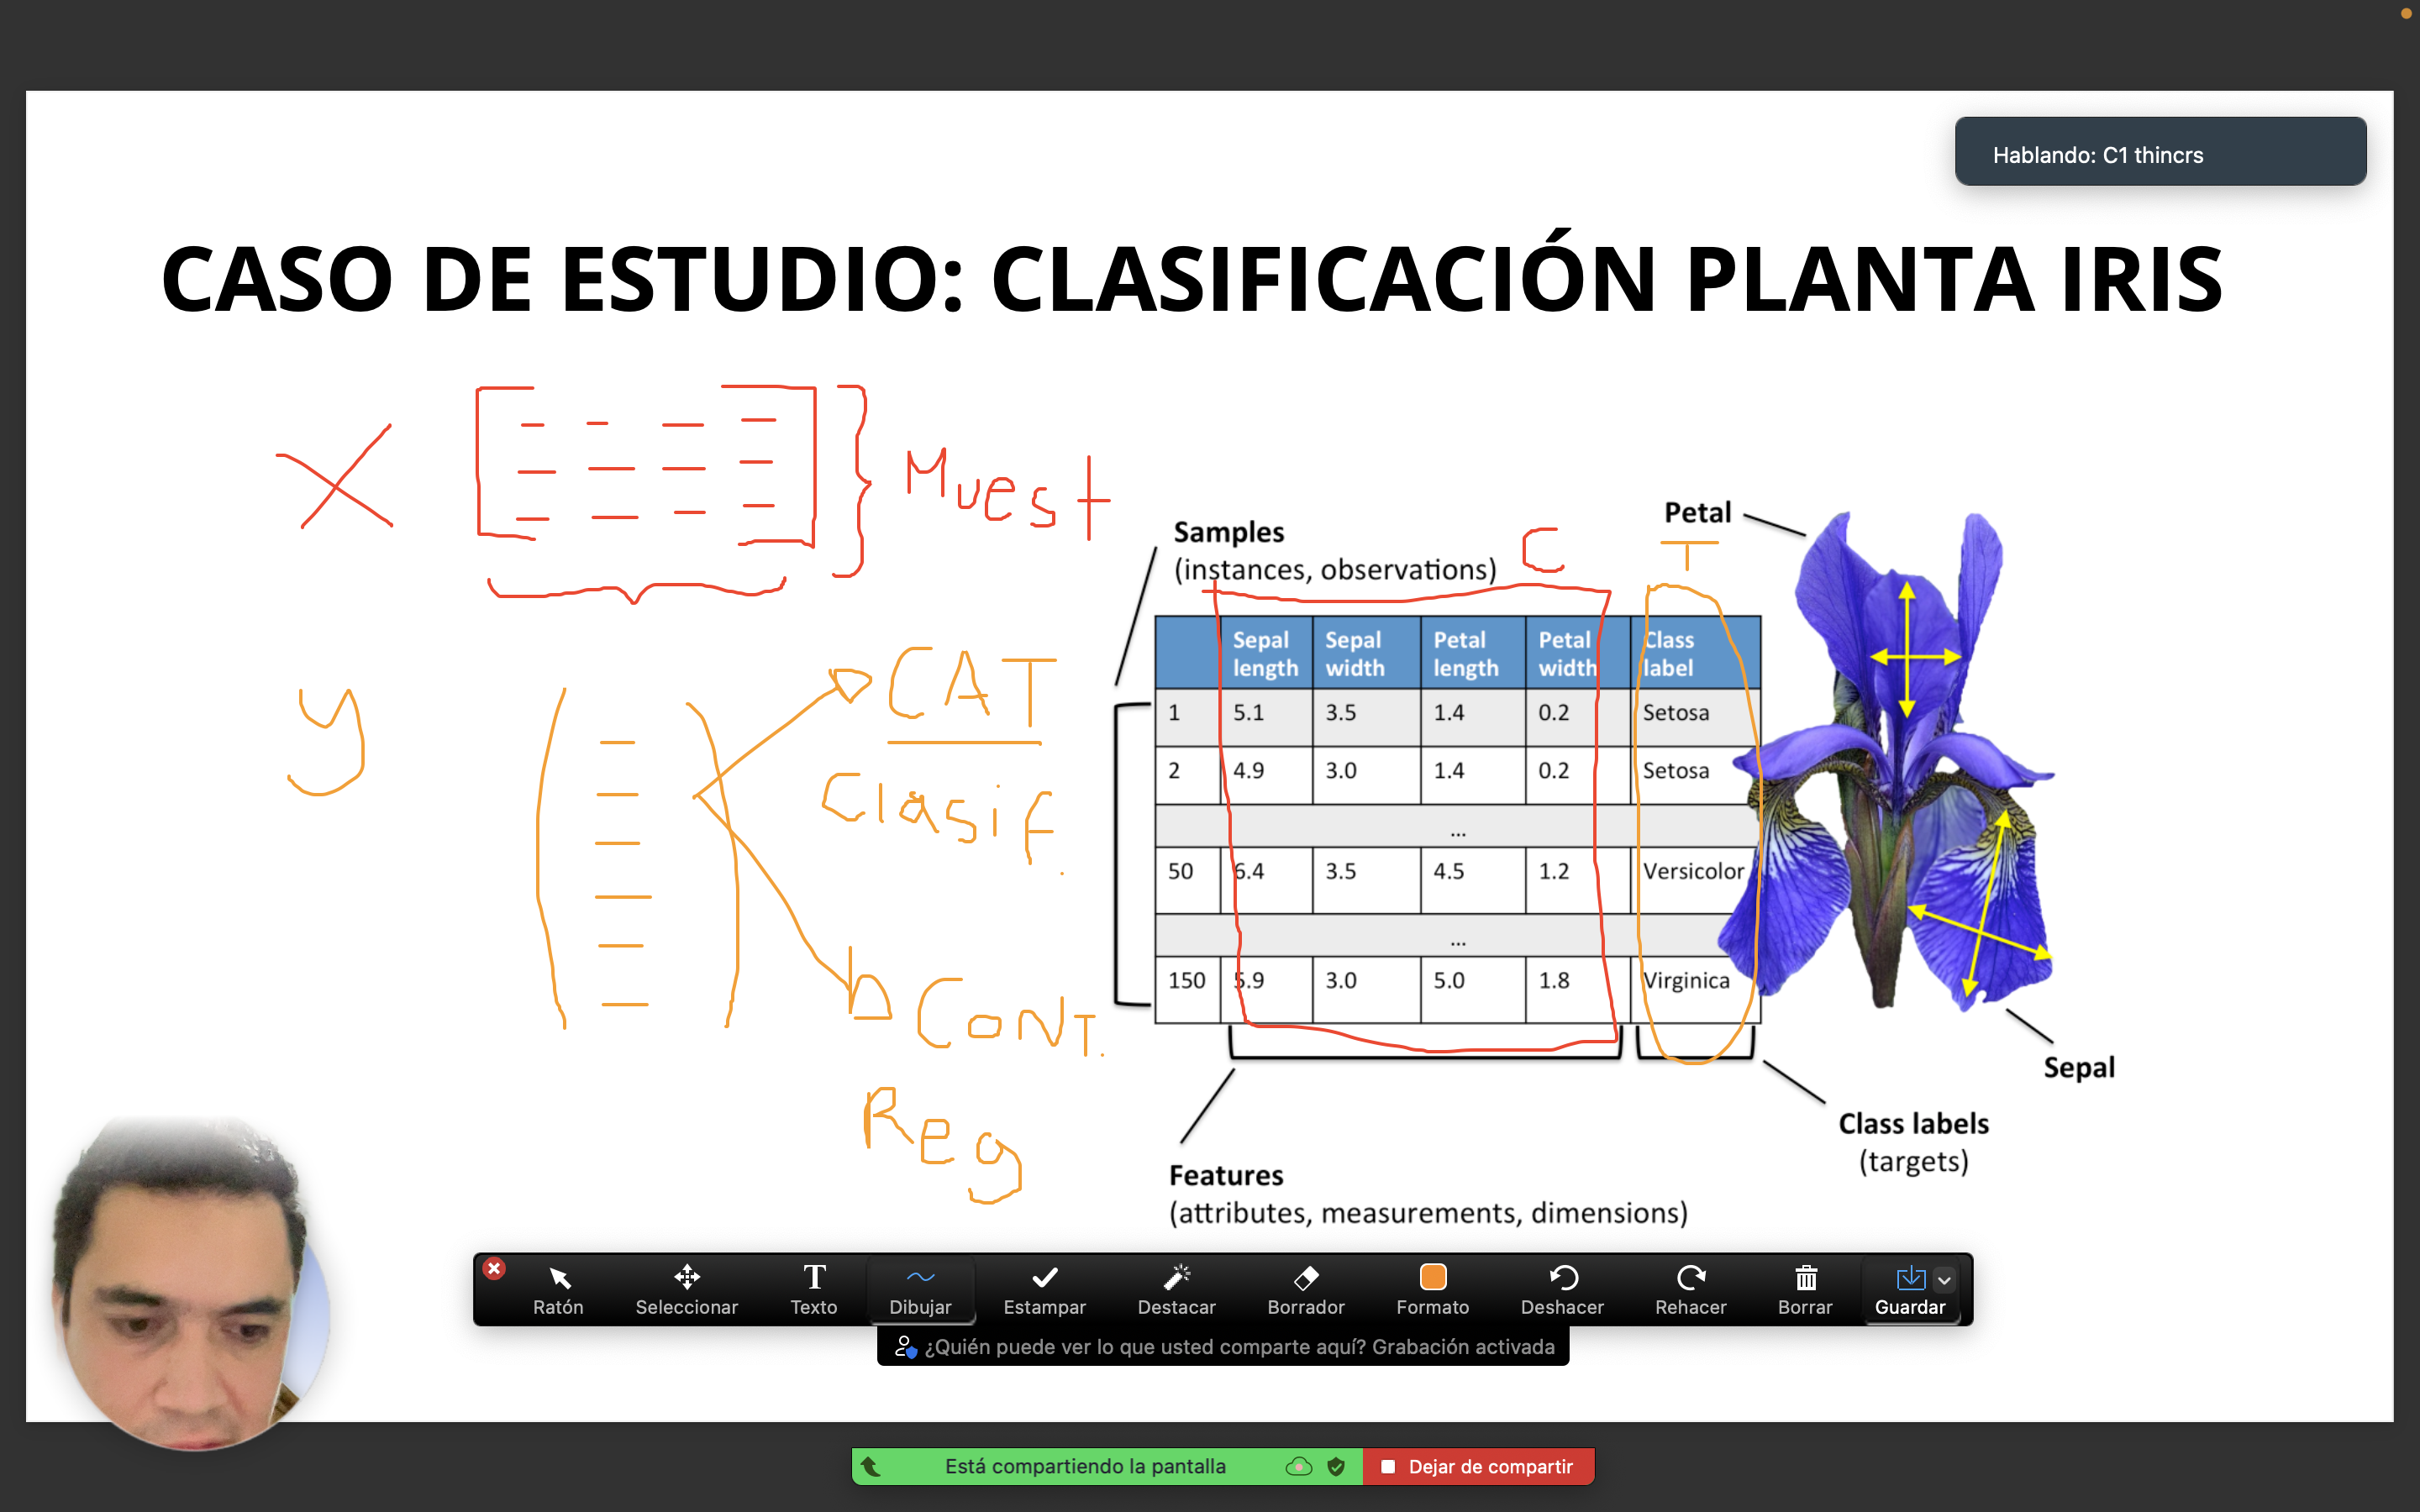 Hablando: C1 thincrs
CASO DE ESTUDIO: CLASIFICACIÓN PLANTA IRIS
X
Muest
y
CAT
Clasif.
CONT.
Reg
Samples
(instances, observations)
C
T
Petal
Sepal length Sepal width Petal length Petal width Class label
1 5.1 3.5 1.4 0.2 Setosa
2 4.9 3.0 1.4 0.2 Setosa
...
50 6.4 3.5 4.5 1.2 Versicolor
...
150 5.9 3.0 5.0 1.8 Virginica
Sepal
Class labels
(targets)
Features
(attributes, measurements, dimensions)
Ratón Seleccionar Texto Dibujar Estampar Destacar Borrador Formato Deshacer Rehacer Borrar Guardar
¿Quién puede ver lo que usted comparte aquí? Grabación activada
Está compartiendo la pantalla Dejar de compartir